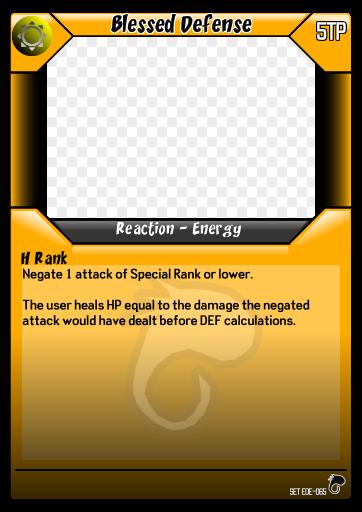 Blessed Defense
5TP
Reaction - Energy
H Rank
Negate 1 attack of Special Rank or lower.
The user heals HP equal to the damage the negated
attack would have dealt before DEF calculations.
SET EDE-065